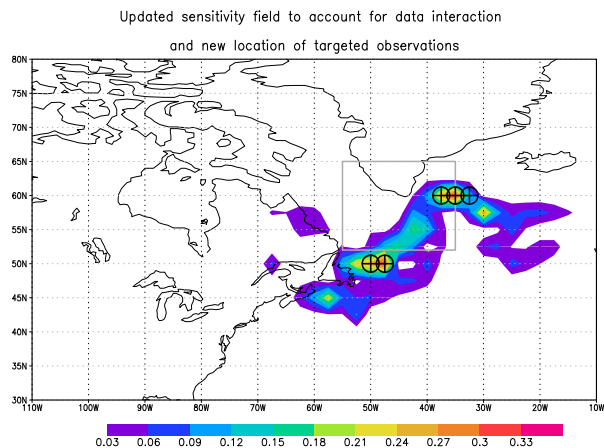 Updated sensitivity field to account for data interaction
and new location of targeted observations
80N
75N
70N
65N
60N
55N
50N
45N
40N
35N
30N
110W 100W 90W 80W 70W 60W 50W 40W 30W 20W 10W
0.03 0.06 0.09 0.12 0.15 0.18 0.21 0.24 0.27 0.3 0.33